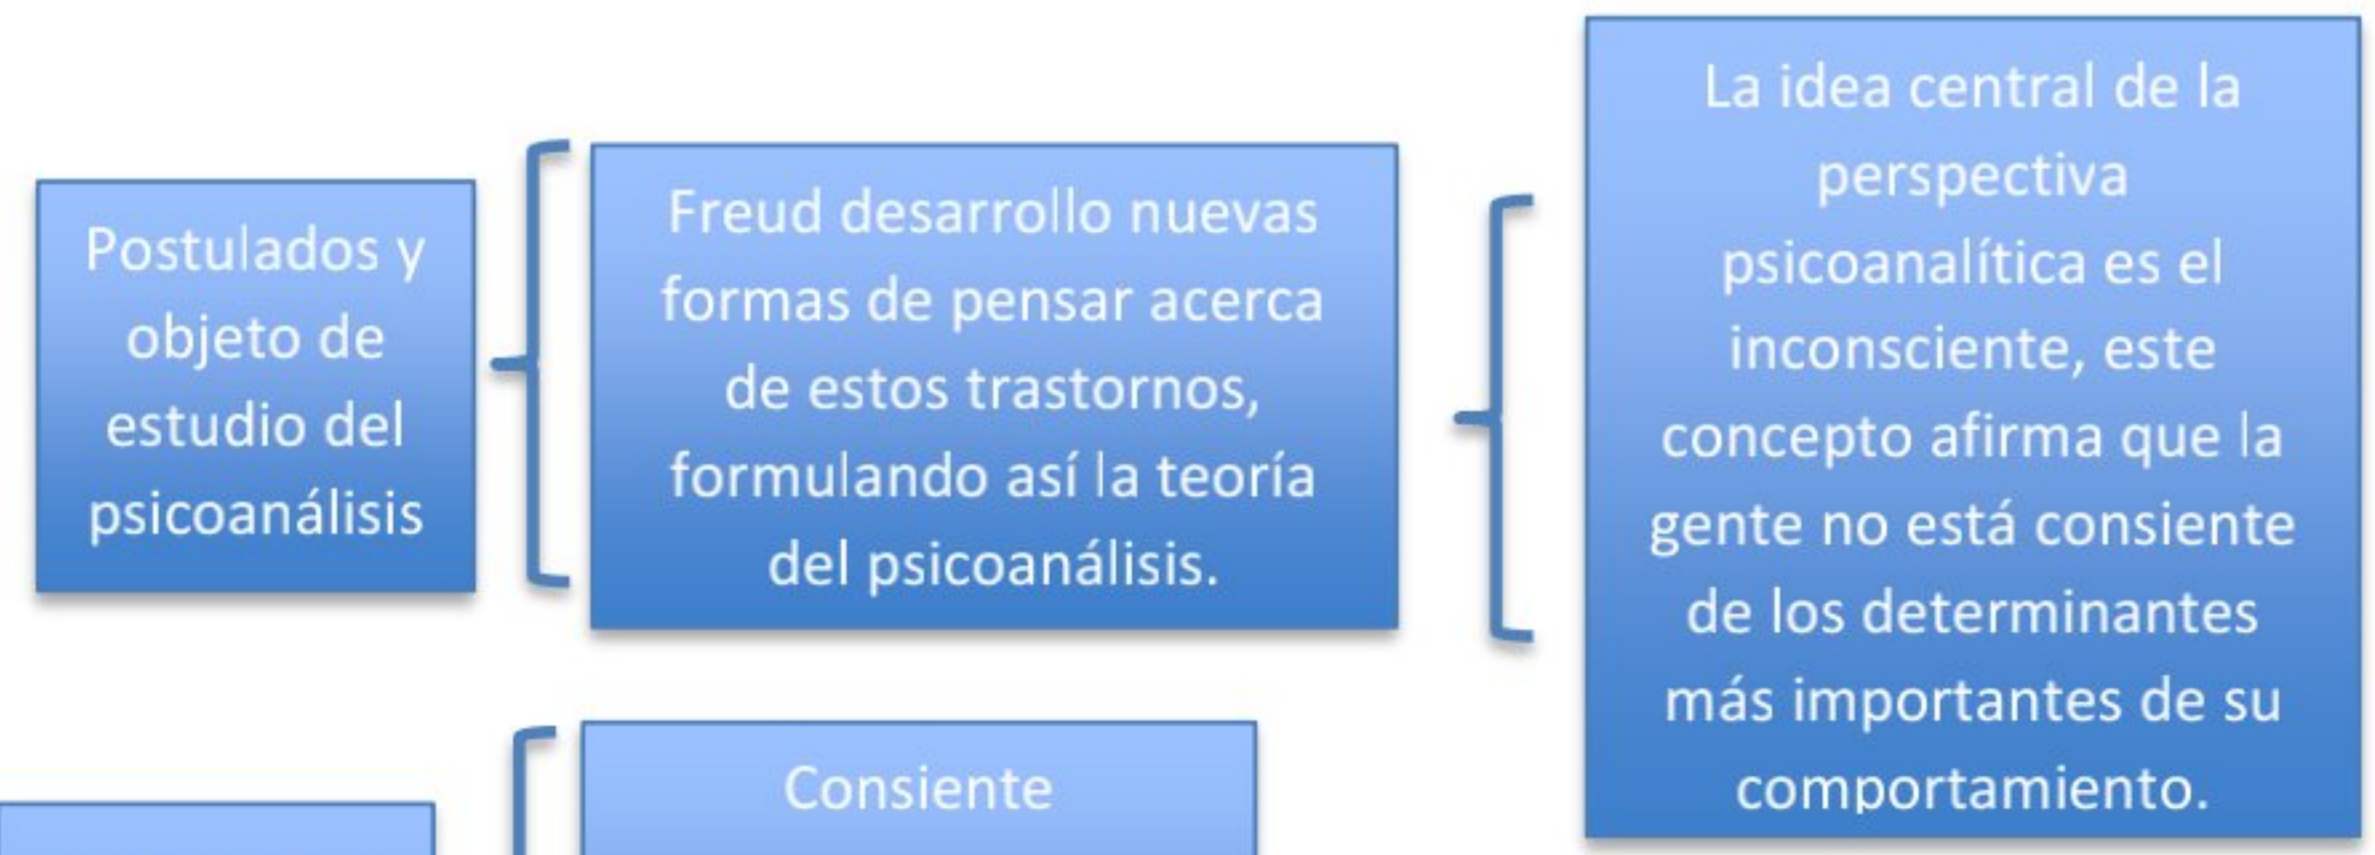 Postulados y
objeto de
estudio del
psicoanálisis
Freud desarrollo nuevas
formas de pensar acerca
de estos trastornos,
formulando así la teoría
del psicoanálisis.
La idea central de la
perspectiva
psicoanalítica es el
inconsciente, este
concepto afirma que la
gente no está consiente
de los determinantes
más importantes de su
comportamiento.
Consiente